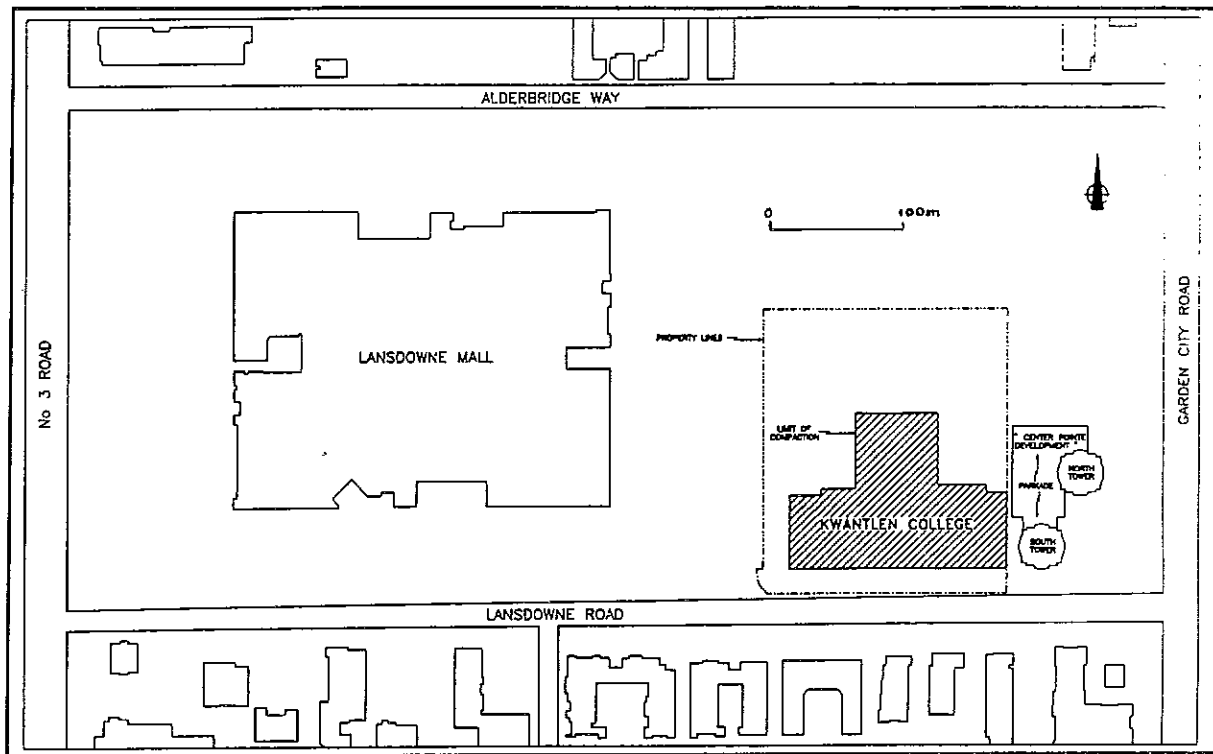 ALDERBRIDGE WAY
0 100m
No 3 ROAD
GARDEN CITY ROAD
PROPERTY LINES
LANSDOWNE MALL
LIMIT OF
COMPACTION
" CENTER POINTE
DEVELOPMENT "
NORTH
TOWER
PARKADE
KWANTLEN COLLEGE
SOUTH
TOWER
LANSDOWNE ROAD